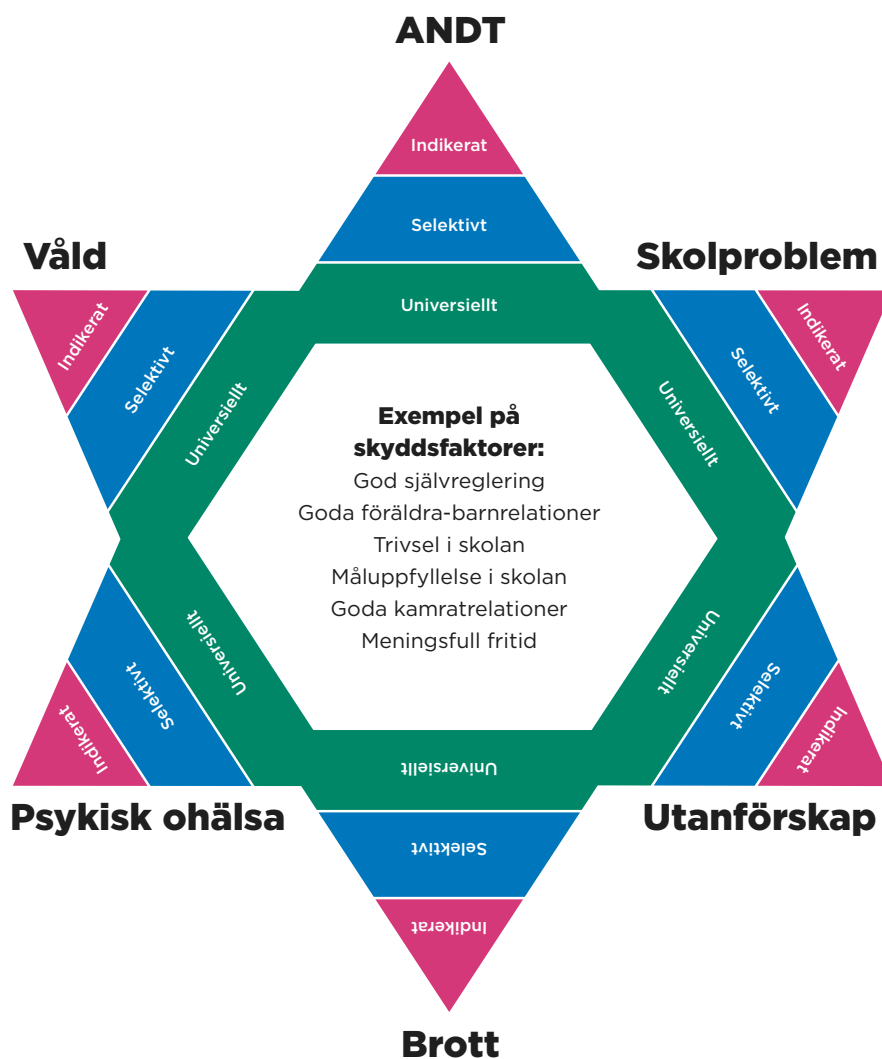 ANDT
Indikerat
Selektivt
Universiellt
Våld
Indikerat
Selektivt
Universiellt
Skolproblem
Indikerat
Selektivt
Universiellt
Exempel på
skyddsfaktorer:
God självreglering
Goda föräldra-barnrelationer
Trivsel i skolan
Måluppfyllelse i skolan
Goda kamratrelationer
Meningsfull fritid
Universiellt
Selektivt
Indikerat
Psykisk ohälsa
Universiellt
Selektivt
Indikerat
Utanförskap
Universiellt
Selektivt
Indikerat
Brott